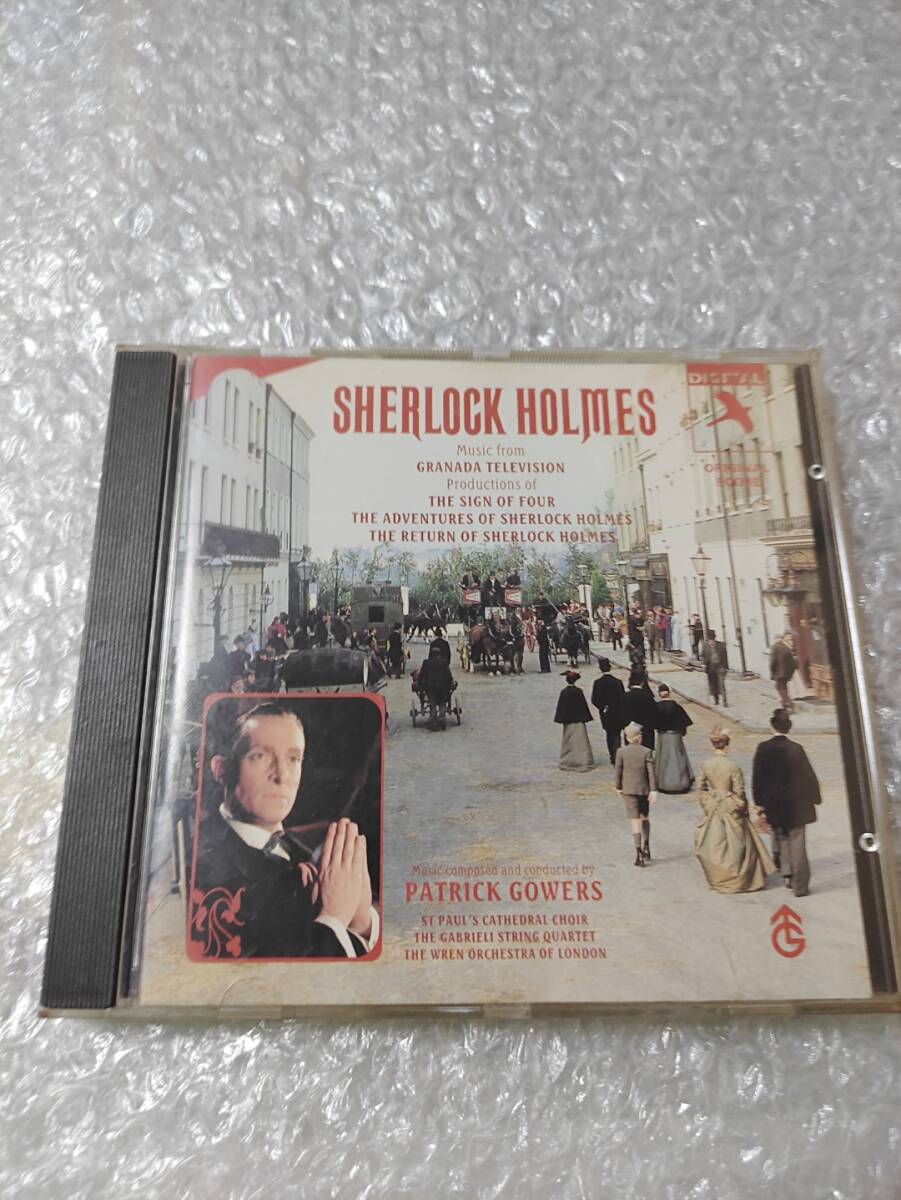 SHERLOCK HOLMES
Music from
GRANADA TELEVISION
Productions of
THE SIGN OF FOUR
THE ADVENTURES OF SHERLOCK HOLMES
THE RETURN OF SHERLOCK HOLMES
DIGITAL
ORIGINAL
SCORE
Music composed and conducted by
PATRICK GOWERS
ST PAUL'S CATHEDRAL CHOIR
THE GABRIELI STRING QUARTET
THE WREN ORCHESTRA OF LONDON